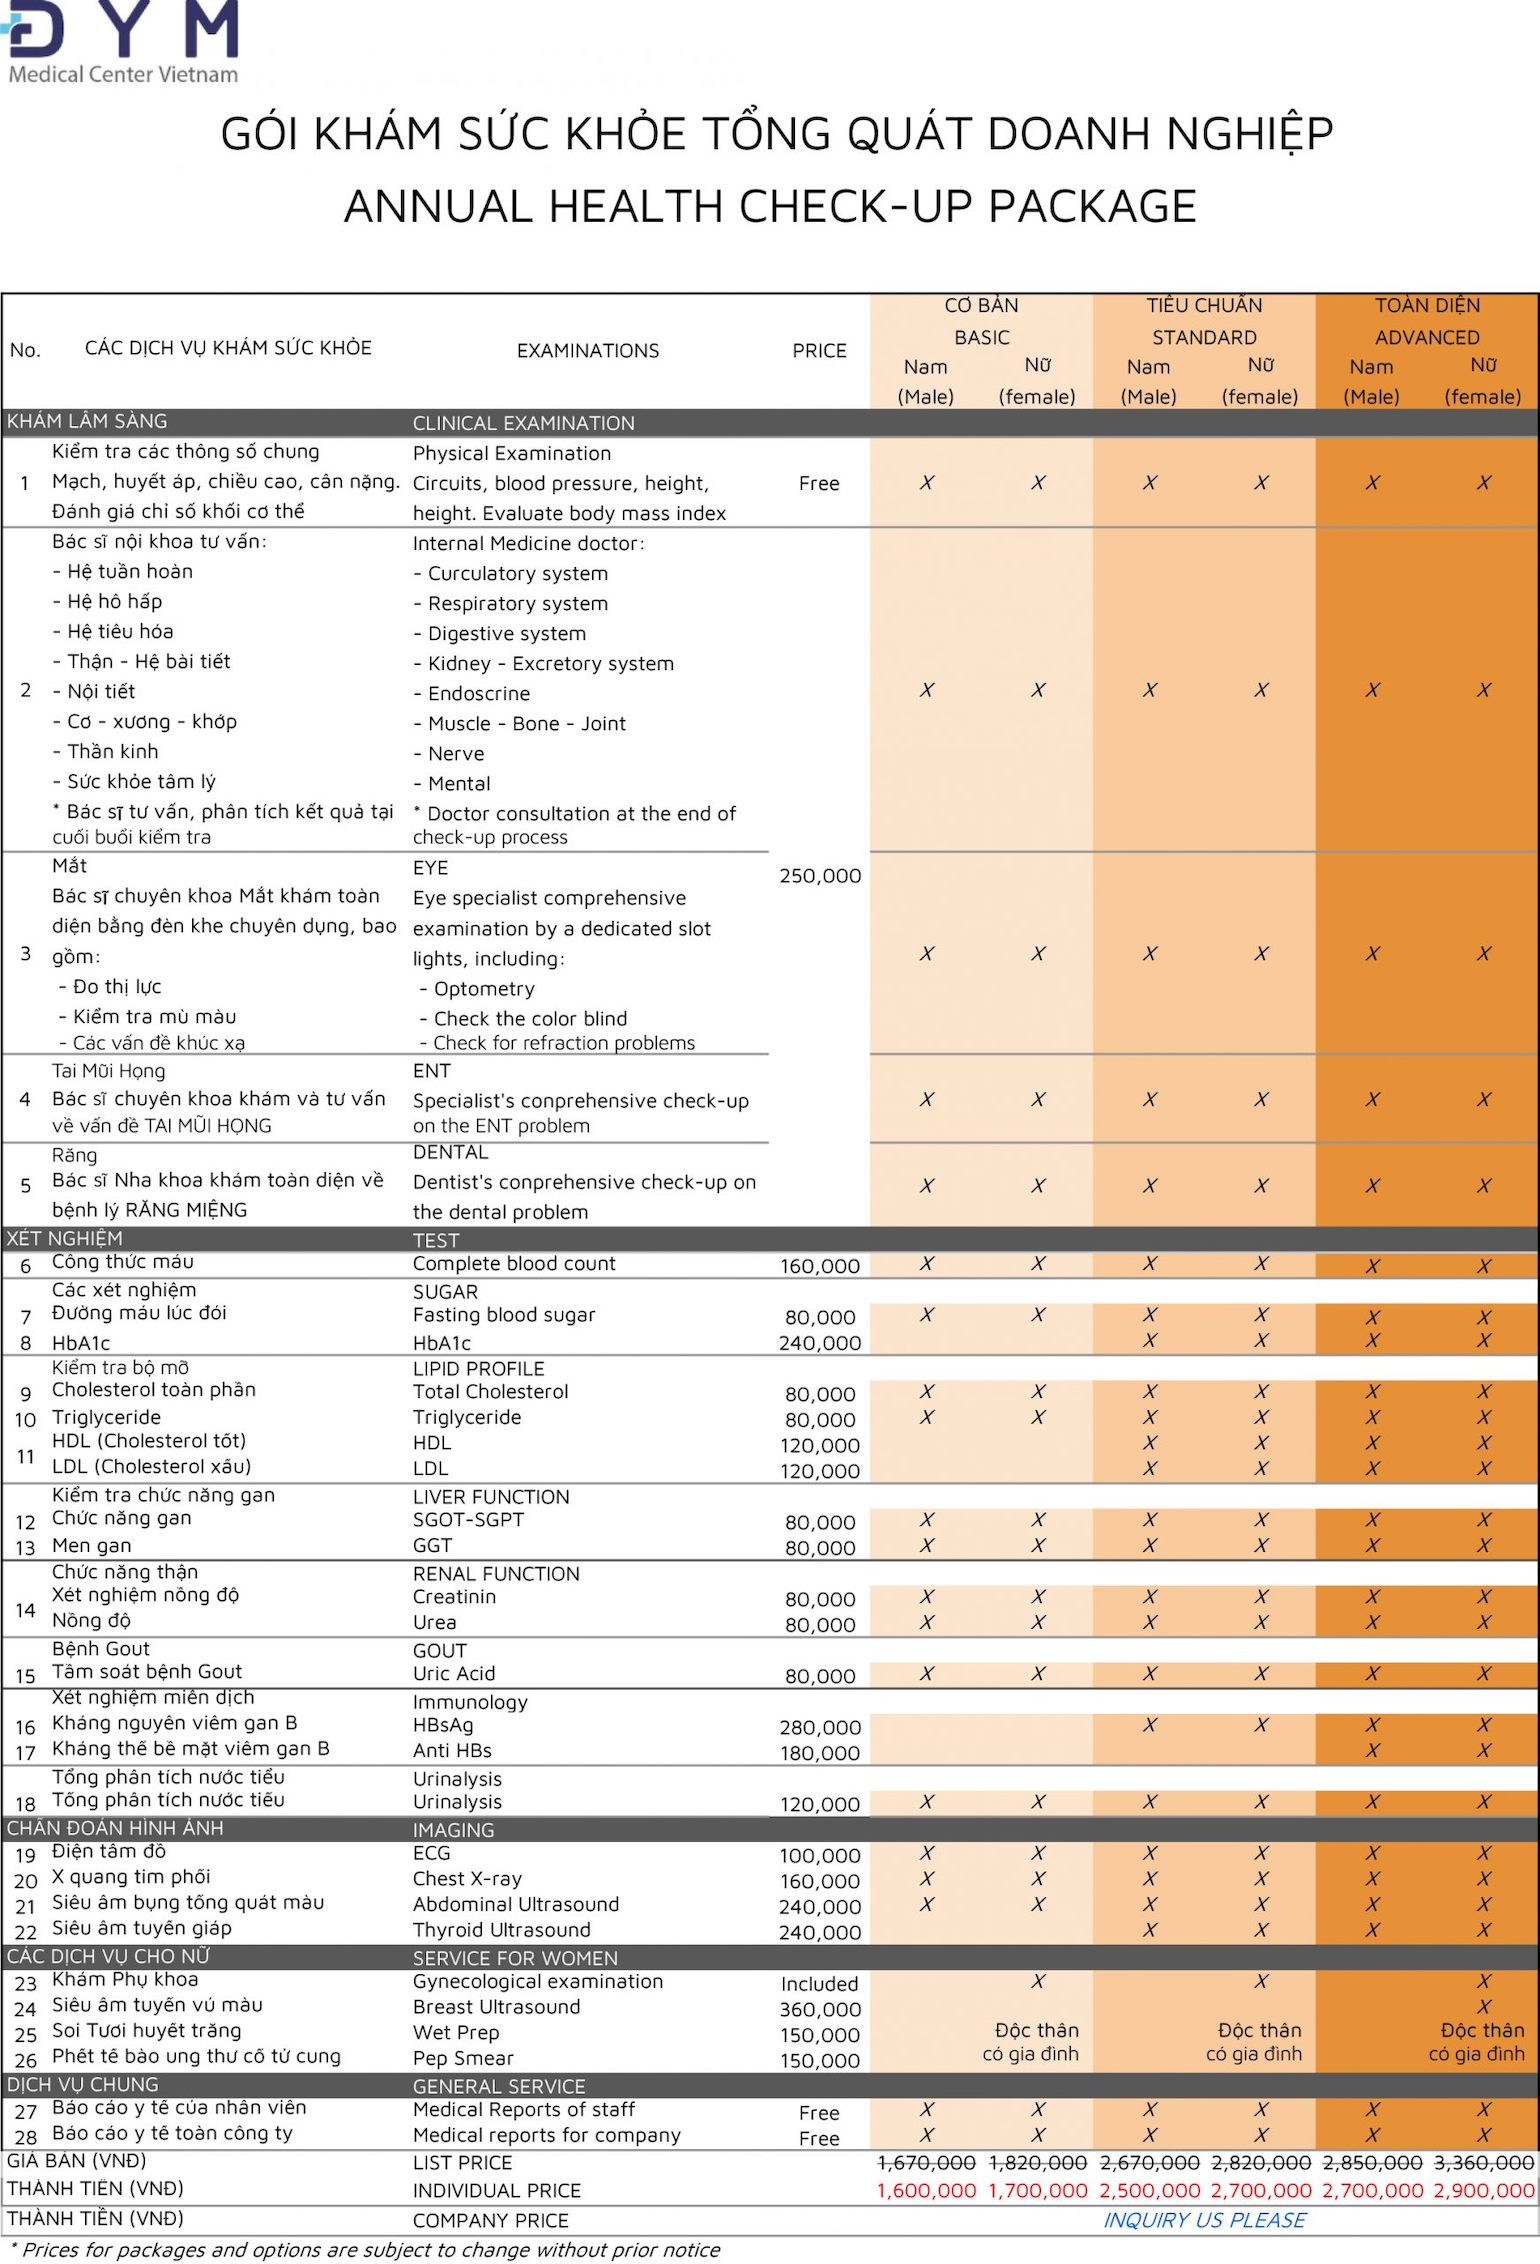 DYM
Medical Center Vietnam
GÓI KHÁM SỨC KHỎE TỔNG QUÁT DOANH NGHIỆP
ANNUAL HEALTH CHECK-UP PACKAGE
No. CÁC DỊCH VỤ KHÁM SỨC KHỎE EXAMINATIONS PRICE
CƠ BẢN TIÊU CHUẨN TOÀN DIỆN
BASIC STANDARD ADVANCED
Nam Nữ Nam Nữ Nam Nữ
(Male) (female) (Male) (female) (Male) (female)
KHÁM LÂM SÀNG CLINICAL EXAMINATION
Kiểm tra các thông số chung Physical Examination
1 Mạch, huyết áp, chiều cao, cân nặng. Circuits, blood pressure, height, Free X X X X X X
Đánh giá chỉ số khối cơ thể height. Evaluate body mass index
Bác sĩ nội khoa tư vấn: Internal Medicine doctor:
- Hệ tuần hoàn - Curculatory system
- Hệ hô hấp - Respiratory system
- Hệ tiêu hóa - Digestive system
- Thận - Hệ bài tiết - Kidney - Excretory system
2 - Nội tiết - Endoscrine X X X X X X
- Cơ - xương - khớp - Muscle - Bone - Joint
- Thần kinh - Nerve
- Sức khỏe tâm lý - Mental
* Bác sĩ tư vấn, phân tích kết quả tại * Doctor consultation at the end of
cuối buổi kiểm tra check-up process
Mắt EYE 250,000
Bác sĩ chuyên khoa Mắt khám toàn Eye specialist comprehensive
diện bằng đèn khe chuyên dụng, bao examination by a dedicated slot
3 gồm: lights, including: X X X X X X
- Đo thị lực - Optometry
- Kiểm tra mù màu - Check the color blind
- Các vấn đề khúc xạ - Check for refraction problems
Tai Mũi Họng ENT
4 Bác sĩ chuyên khoa khám và tư vấn Specialist's conprehensive check-up X X X X X X
về vấn đề TAI MŨI HỌNG on the ENT problem
Răng DENTAL
5 Bác sĩ Nha khoa khám toàn diện về Dentist's conprehensive check-up on X X X X X X
bệnh lý RĂNG MIỆNG the dental problem
XÉT NGHIỆM TEST
6 Công thức máu Complete blood count 160,000 X X X X X X
Các xét nghiệm SUGAR
7 Đường máu lúc đói Fasting blood sugar 80,000 X X X X X X
8 HbA1c HbA1c 240,000 X X X X
Kiểm tra bộ mỡ LIPID PROFILE
9 Cholesterol toàn phần Total Cholesterol 80,000 X X X X X X
10 Triglyceride Triglyceride 80,000 X X X X X X
11 HDL (Cholesterol tốt) HDL 120,000 X X X X
LDL (Cholesterol xấu) LDL 120,000 X X X X
Kiểm tra chức năng gan LIVER FUNCTION
12 Chức năng gan SGOT-SGPT 80,000 X X X X X X
13 Men gan GGT 80,000 X X X X X X
Chức năng thận RENAL FUNCTION
14 Xét nghiệm nồng độ Creatinin 80,000 X X X X X X
Nồng độ Urea 80,000 X X X X X X
Bệnh Gout GOUT
15 Tầm soát bệnh Gout Uric Acid 80,000 X X X X X X
Xét nghiệm miên dịch Immunology
16 Kháng nguyên viêm gan B HBsAg 280,000 X X X X
17 Kháng thể bề mặt viêm gan B Anti HBs 180,000 X X
Tổng phân tích nước tiểu Urinalysis
18 Tổng phân tích nước tiểu Urinalysis 120,000 X X X X X X
CHẨN ĐOÁN HÌNH ẢNH IMAGING
19 Điện tâm đồ ECG 100,000 X X X X X X
20 X quang tim phổi Chest X-ray 160,000 X X X X X X
21 Siêu âm bụng tổng quát màu Abdominal Ultrasound 240,000 X X X X X X
22 Siêu âm tuyến giáp Thyroid Ultrasound 240,000 X X X X
CÁC DỊCH VỤ CHO NỮ SERVICE FOR WOMEN
23 Khám Phụ khoa Gynecological examination Included X X X
24 Siêu âm tuyến vú màu Breast Ultrasound 360,000 X
25 Soi Tươi huyết trắng Wet Prep 150,000 Độc thân Độc thân Độc thân
26 Phết tế bào ung thư cổ tử cung Pep Smear 150,000 có gia đình có gia đình có gia đình
DỊCH VỤ CHUNG GENERAL SERVICE
27 Báo cáo y tế của nhân viên Medical Reports of staff Free X X X X X X
28 Báo cáo y tế toàn công ty Medical reports for company Free X X X X X X
GIÁ BÁN (VNĐ) LIST PRICE 1,670,000 1,820,000 2,670,000 2,820,000 2,850,000 3,360,000
THÀNH TIỀN (VNĐ) INDIVIDUAL PRICE 1,600,000 1,700,000 2,500,000 2,700,000 2,700,000 2,900,000
THÀNH TIỀN (VNĐ) COMPANY PRICE INQUIRY US PLEASE
* Prices for packages and options are subject to change without prior notice